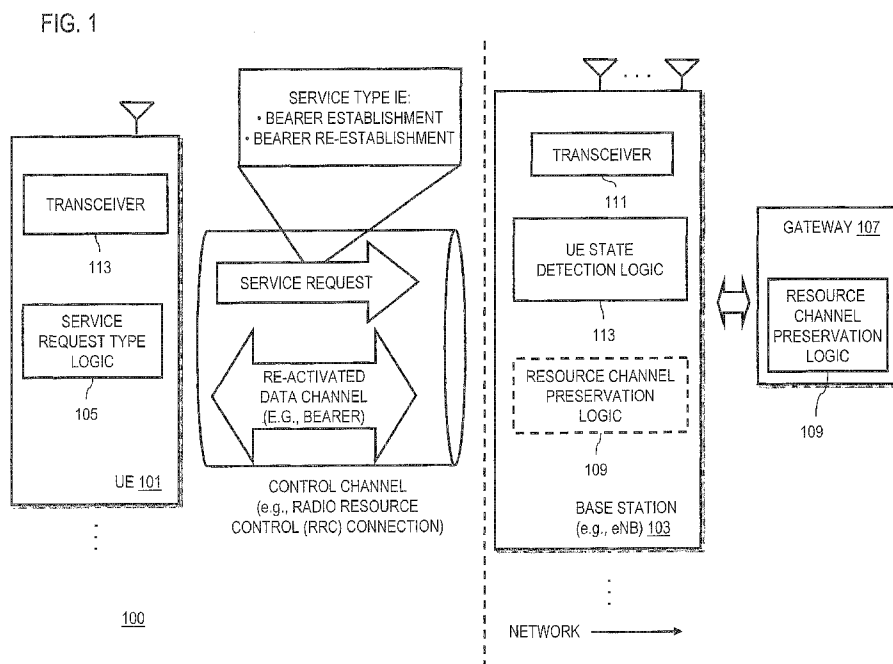 FIG. 1
SERVICE TYPE IE:
• BEARER ESTABLISHMENT
• BEARER RE-ESTABLISHMENT
TRANSCEIVER
113
SERVICE
REQUEST TYPE
LOGIC
105
UE 101
100
SERVICE REQUEST
RE-ACTIVATED
DATA CHANNEL
(E.G., BEARER)
CONTROL CHANNEL
(e.g., RADIO RESOURCE
CONTROL (RRC) CONNECTION)
TRANSCEIVER
111
UE STATE
DETECTION LOGIC
113
RESOURCE CHANNEL
PRESERVATION
LOGIC
109
BASE STATION
(e.g., eNB) 103
NETWORK
GATEWAY 107
RESOURCE
CHANNEL
PRESERVATION
LOGIC
109